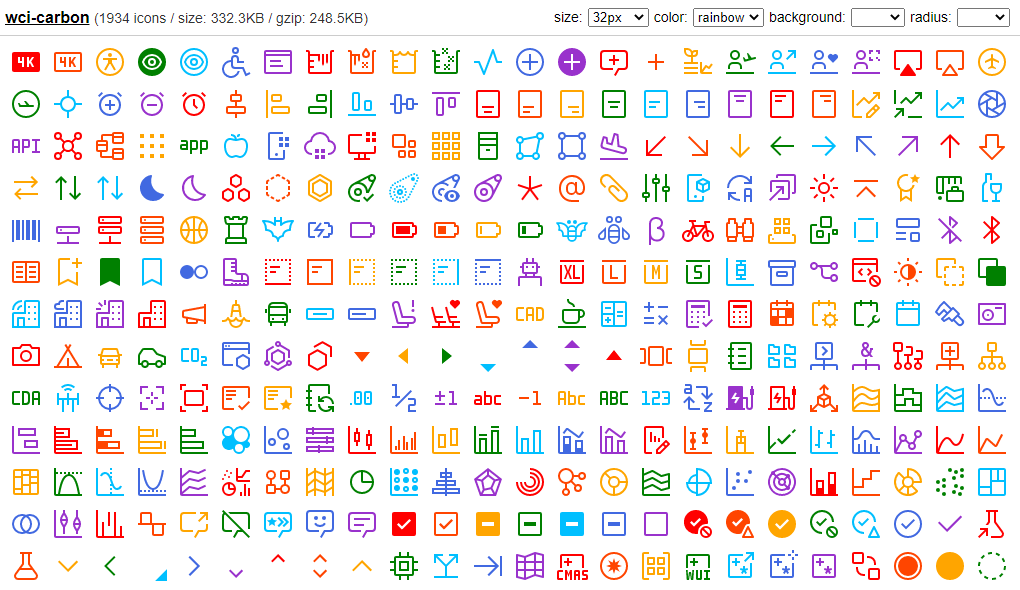 wci-carbon (1934 icons / size: 332.3KB / gzip: 248.5KB) size: 32px color: rainbow background: radius:
4K 4K
API app
A
XL L M S
CAD
CO2 &
CDA .00 1/2 ±1 abc -1 Abc ABC 123 a z
CMAS WUI